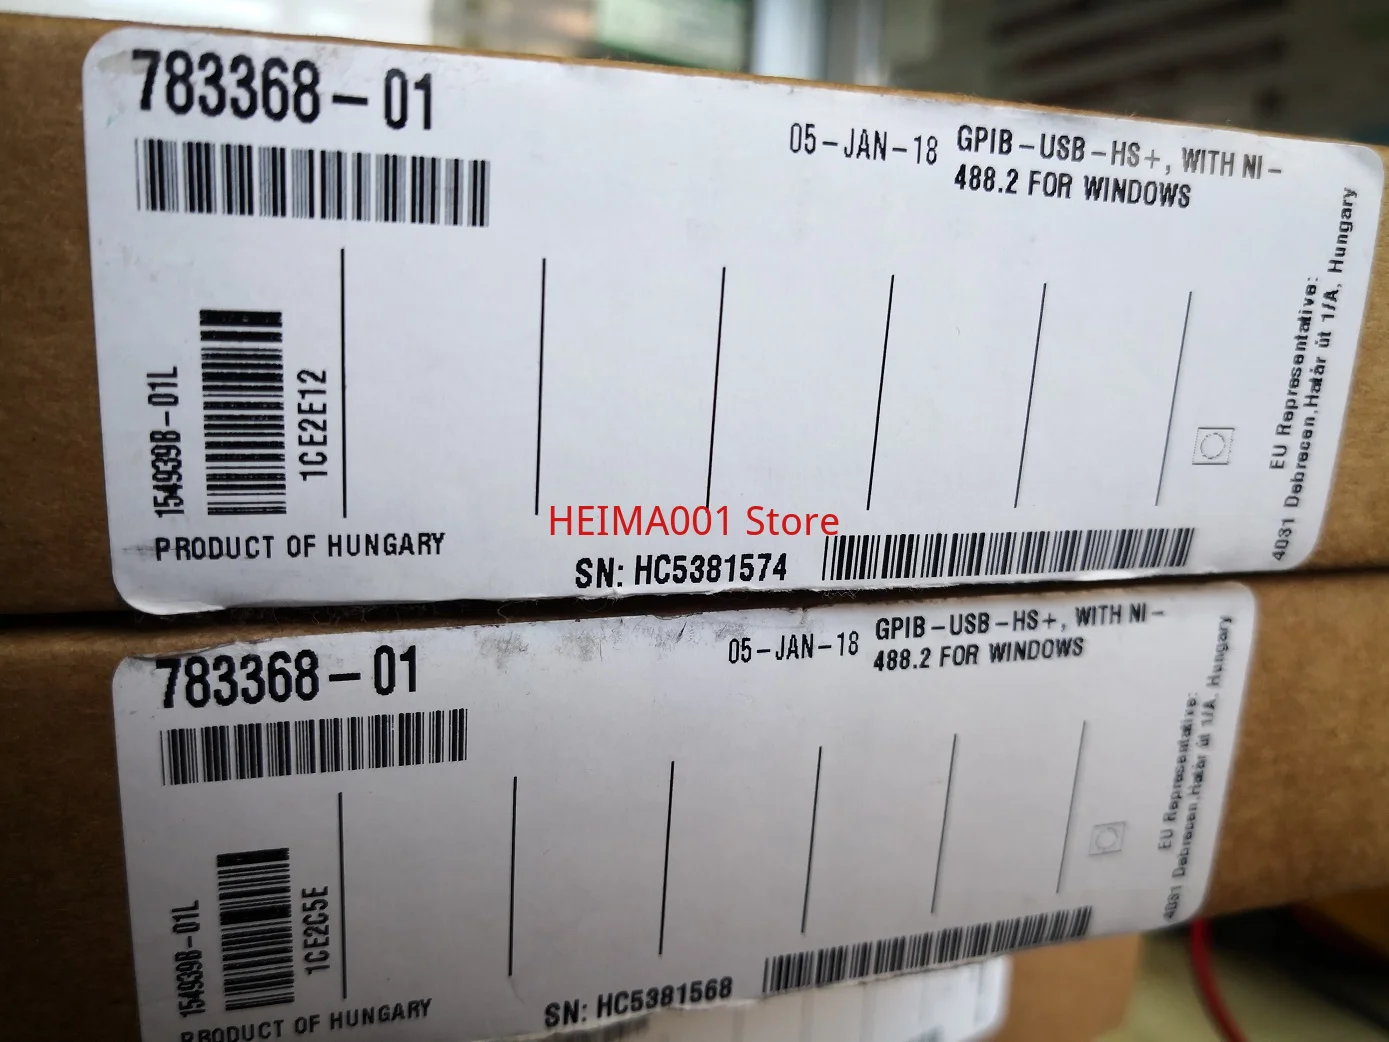 783368-01
05-JAN-18
GPIB-USB-HS+, WITH NI-
488.2 FOR WINDOWS
154939B-01L
1CE2E12
PRODUCT OF HUNGARY
SN: HC5381574
EU Representative:
4031 Debrecen,Határ út 1/A, Hungary
HEIMA001 Store
783368-01
05-JAN-18
GPIB-USB-HS+, WITH NI-
488.2 FOR WINDOWS
154939B-01L
1CE2C5E
PRODUCT OF HUNGARY
SN: HC5381568
EU Representative:
4031 Debrecen,Határ út 1/A, Hungary